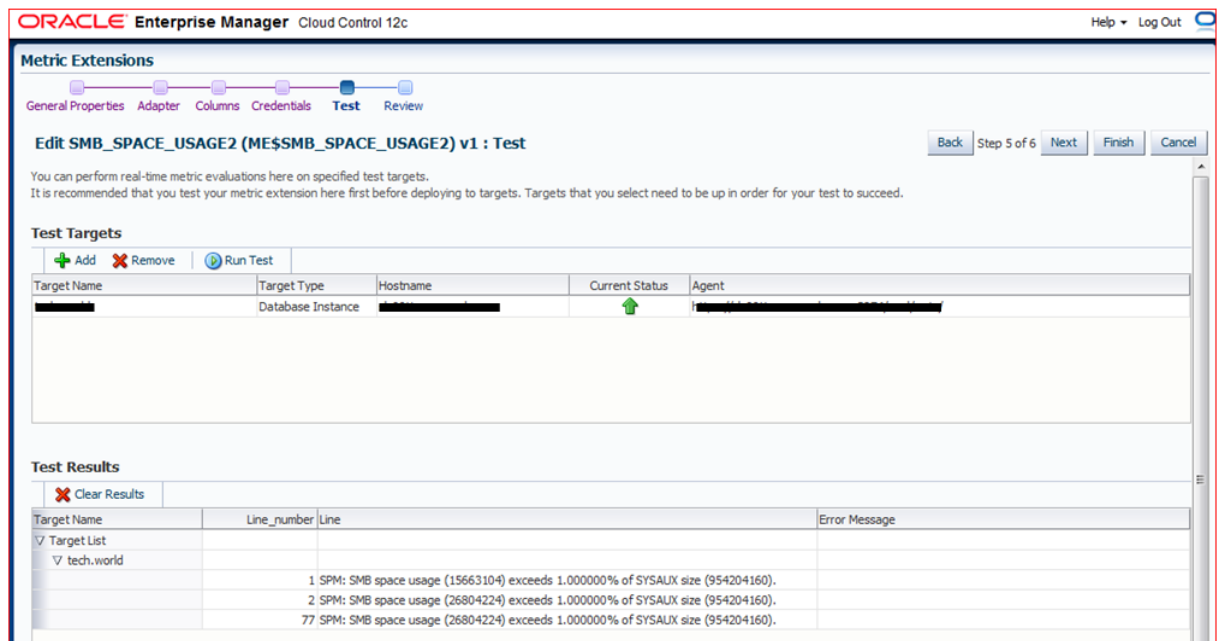 ORACLE Enterprise Manager Cloud Control 12c Help Log Out
Metric Extensions
General Properties Adapter Columns Credentials Test Review
Edit SMB_SPACE_USAGE2 (ME$SMB_SPACE_USAGE2) v1 : Test Back Step 5 of 6 Next Finish Cancel
You can perform real-time metric evaluations here on specified test targets.
It is recommended that you test your metric extension here first before deploying to targets. Targets that you select need to be up in order for your test to succeed.
Test Targets
Add Remove Run Test
Target Name Target Type Hostname Current Status Agent
Database Instance
Test Results
Clear Results
Target Name Line_number Line Error Message
Target List
tech.world
1 SPM: SMB space usage (15663104) exceeds 1.000000% of SYSAUX size (954204160).
2 SPM: SMB space usage (26804224) exceeds 1.000000% of SYSAUX size (954204160).
77 SPM: SMB space usage (26804224) exceeds 1.000000% of SYSAUX size (954204160).